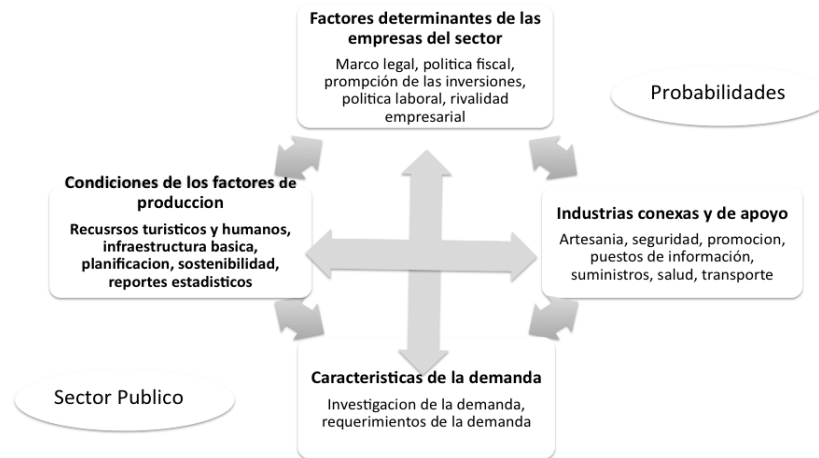 Factores determinantes de las
empresas del sector
Marco legal, politica fiscal,
prompción de las inversiones,
politica laboral, rivalidad
empresarial
Probabilidades
Condiciones de los factores de
produccion
Recusrsos turisticos y humanos,
infraestructura basica,
planificacion, sostenibilidad,
reportes estadisticos
Industrias conexas y de apoyo
Artesania, seguridad, promocion,
puestos de información,
suministros, salud, transporte
Caracteristicas de la demanda
Investigacion de la demanda,
requerimientos de la demanda
Sector Publico